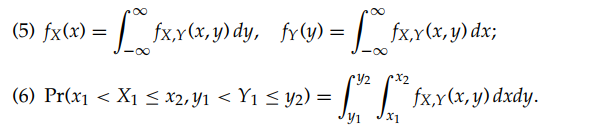 (5) f_X(x) = ∫_{-∞}^{∞} f_{X,Y}(x, y) dy, f_Y(y) = ∫_{-∞}^{∞} f_{X,Y}(x, y) dx;
(6) Pr(x_1 < X_1 ≤ x_2, y_1 < Y_1 ≤ y_2) = ∫_{y_1}^{y_2} ∫_{x_1}^{x_2} f_{X,Y}(x, y) dxdy.